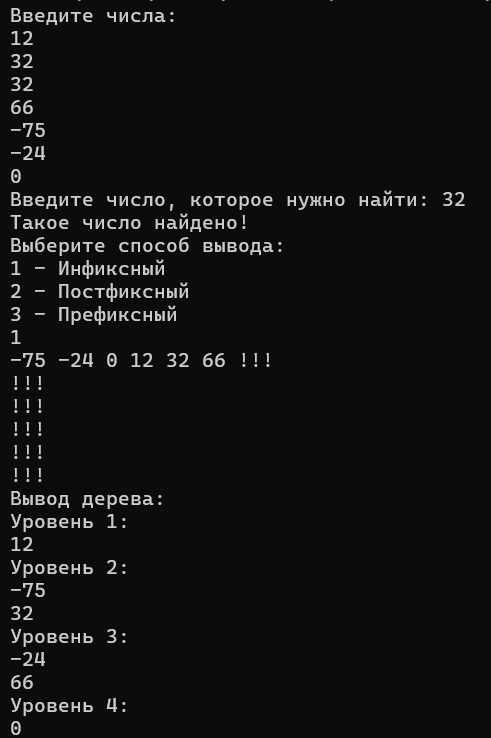 Введите числа:
12
32
32
66
-75
-24
0
Введите число, которое нужно найти: 32
Такое число найдено!
Выберите способ вывода:
1 - Инфиксный
2 - Постфиксный
3 - Префиксный
1
-75 -24 0 12 32 66 !!!
!!!
!!!
!!!
!!!
!!!
Вывод дерева:
Уровень 1:
12
Уровень 2:
-75
32
Уровень 3:
-24
66
Уровень 4:
0